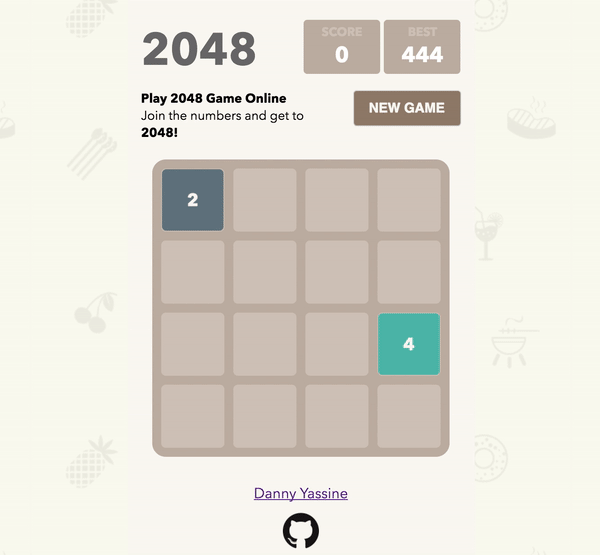 2048
SCORE
0
BEST
444
Play 2048 Game Online
Join the numbers and get to
2048!
NEW GAME
2
4
Danny Yassine